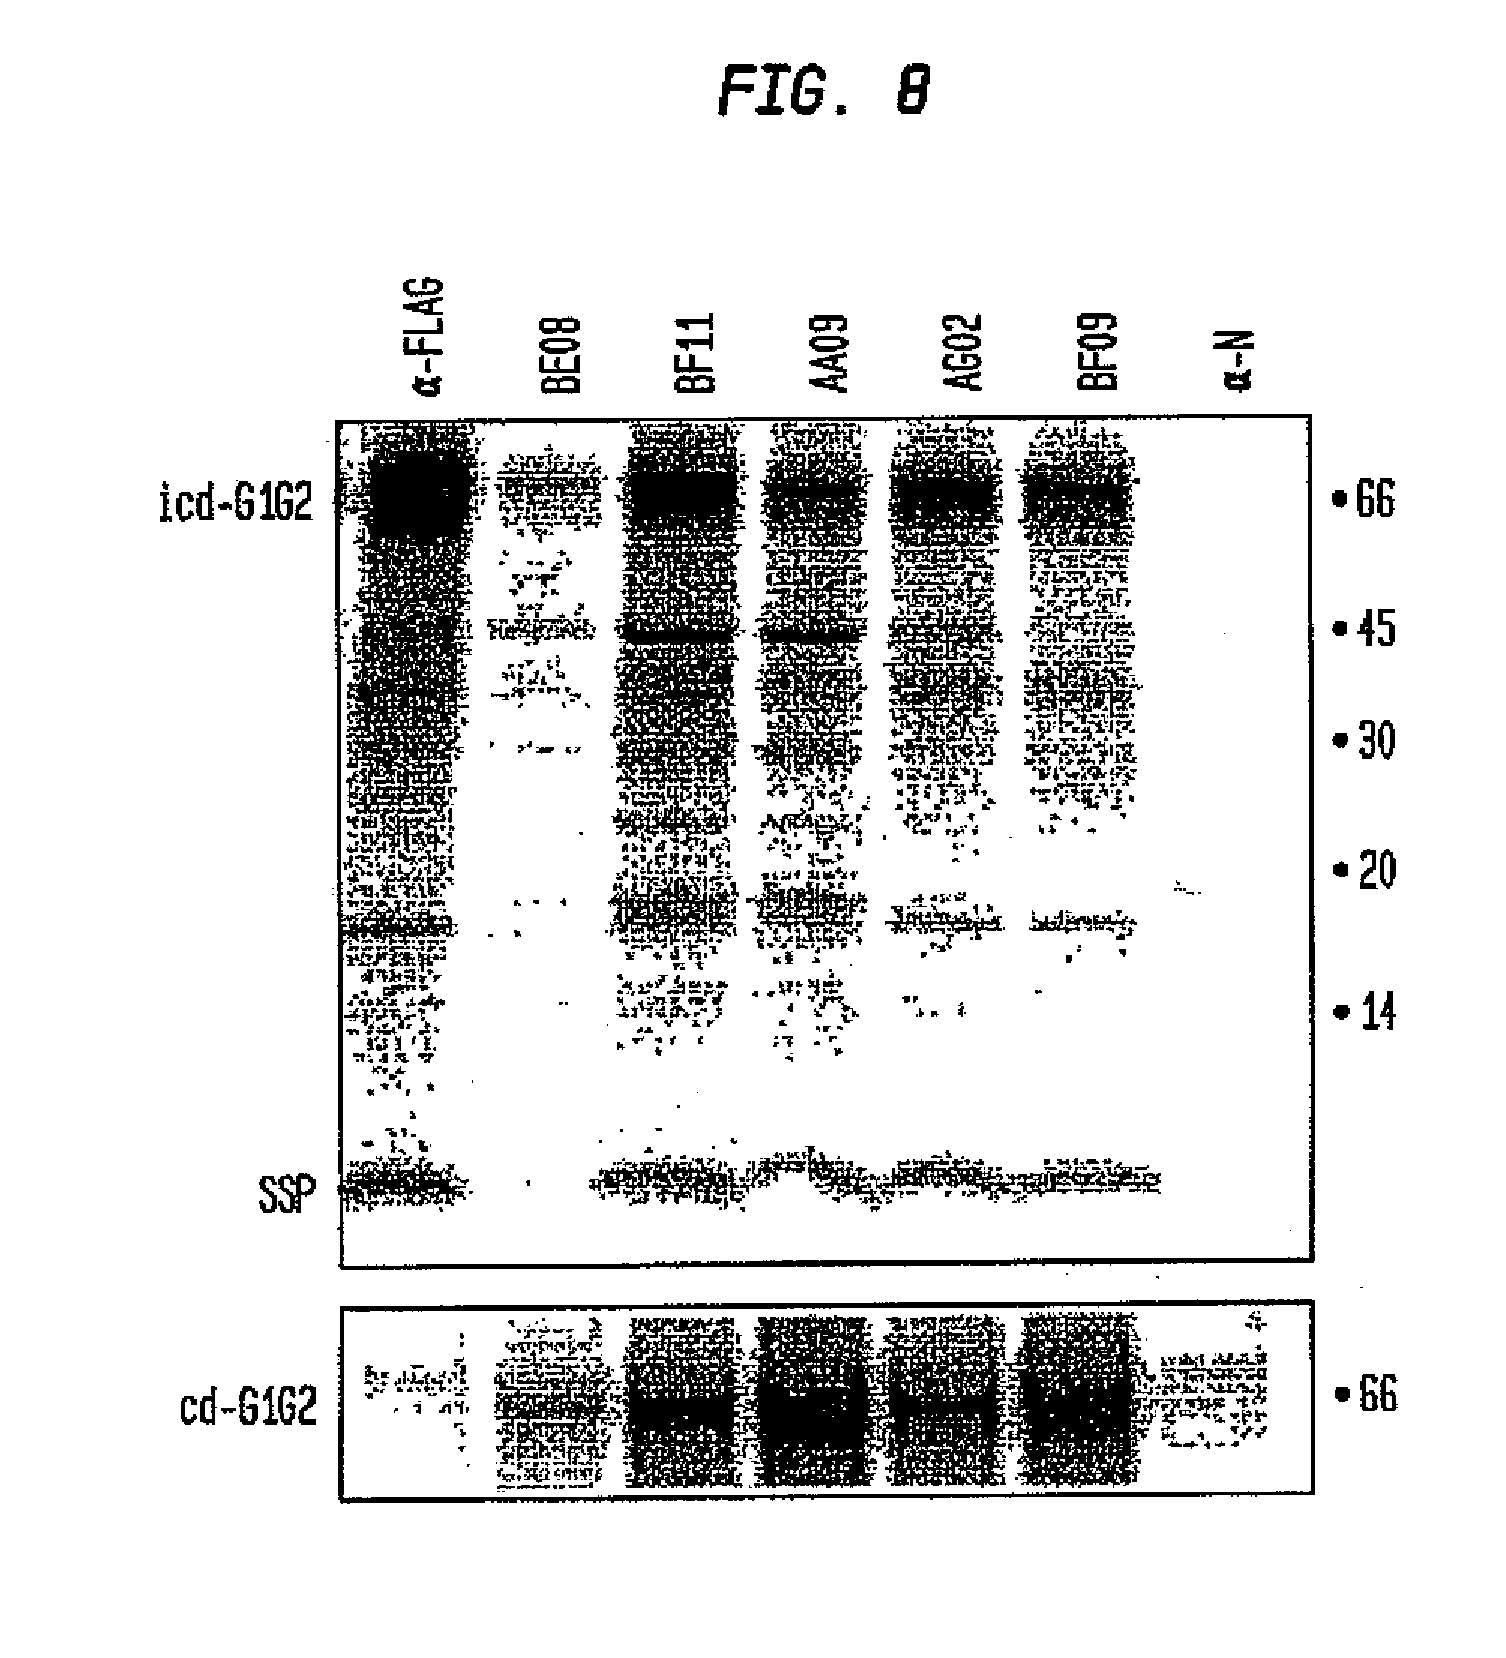 FIG. 8
α-FLAG
BE08
BF11
AA09
AG02
BF09
α-N
icd-G1G2
•66
•45
•30
•20
•14
SSP
cd-G1G2
•66